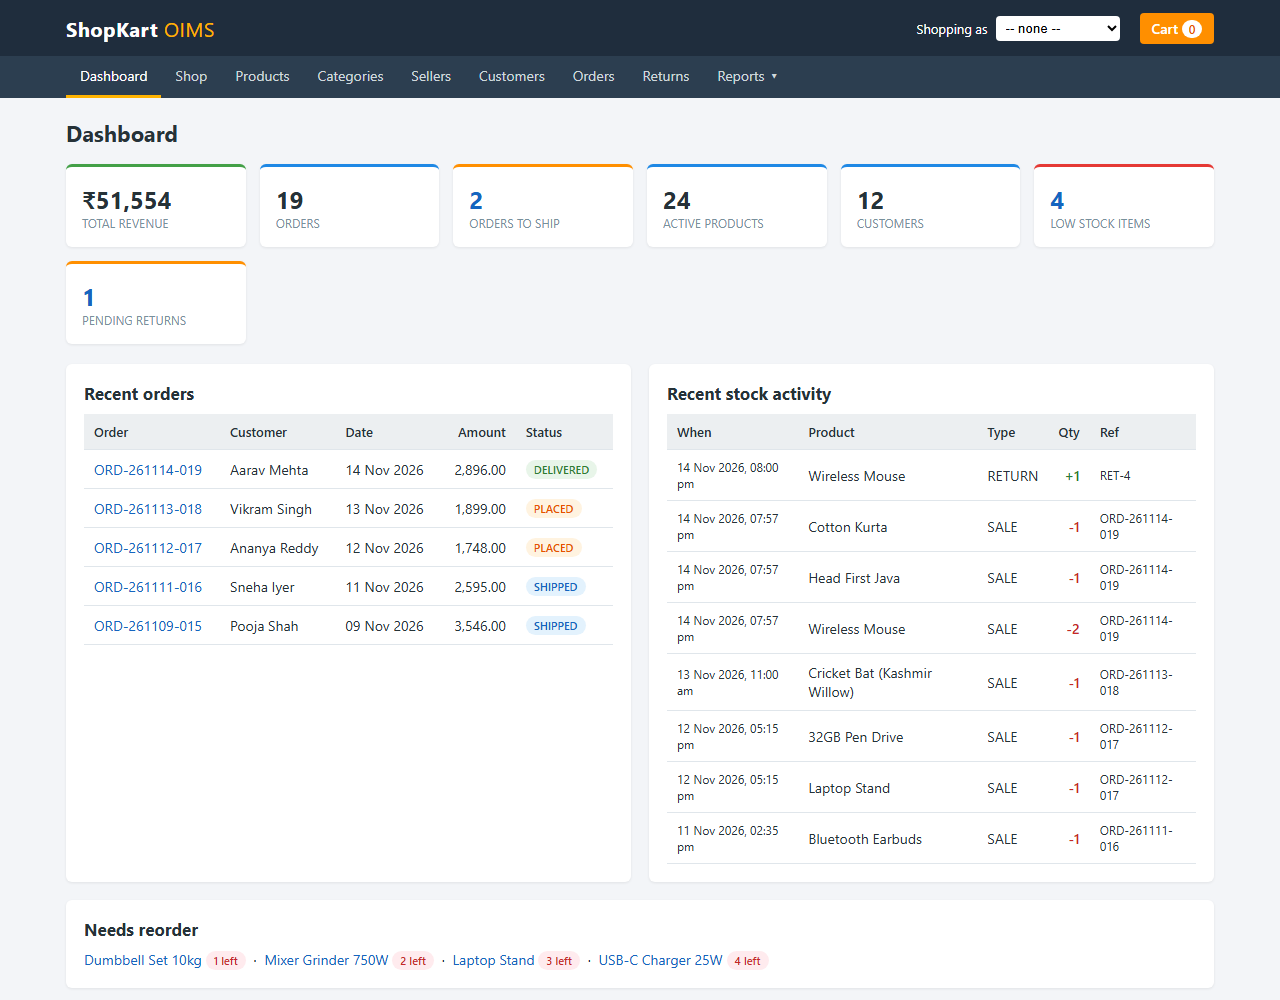 ShopKart OIMS
Shopping as
-- none --
Cart 0
Dashboard Shop Products Categories Sellers Customers Orders Returns Reports ▾
Dashboard
₹51,554
TOTAL REVENUE
19
ORDERS
2
ORDERS TO SHIP
24
ACTIVE PRODUCTS
12
CUSTOMERS
4
LOW STOCK ITEMS
1
PENDING RETURNS
Recent orders
Order Customer Date Amount Status
ORD-261114-019 Aarav Mehta 14 Nov 2026 2,896.00 DELIVERED
ORD-261113-018 Vikram Singh 13 Nov 2026 1,899.00 PLACED
ORD-261112-017 Ananya Reddy 12 Nov 2026 1,748.00 PLACED
ORD-261111-016 Sneha Iyer 11 Nov 2026 2,595.00 SHIPPED
ORD-261109-015 Pooja Shah 09 Nov 2026 3,546.00 SHIPPED
Recent stock activity
When Product Type Qty Ref
14 Nov 2026, 08:00 pm Wireless Mouse RETURN +1 RET-4
14 Nov 2026, 07:57 pm Cotton Kurta SALE -1 ORD-261114-019
14 Nov 2026, 07:57 pm Head First Java SALE -1 ORD-261114-019
14 Nov 2026, 07:57 pm Wireless Mouse SALE -2 ORD-261114-019
13 Nov 2026, 11:00 am Cricket Bat (Kashmir Willow) SALE -1 ORD-261113-018
12 Nov 2026, 05:15 pm 32GB Pen Drive SALE -1 ORD-261112-017
12 Nov 2026, 05:15 pm Laptop Stand SALE -1 ORD-261112-017
11 Nov 2026, 02:35 pm Bluetooth Earbuds SALE -1 ORD-261111-016
Needs reorder
Dumbbell Set 10kg 1 left · Mixer Grinder 750W 2 left · Laptop Stand 3 left · USB-C Charger 25W 4 left